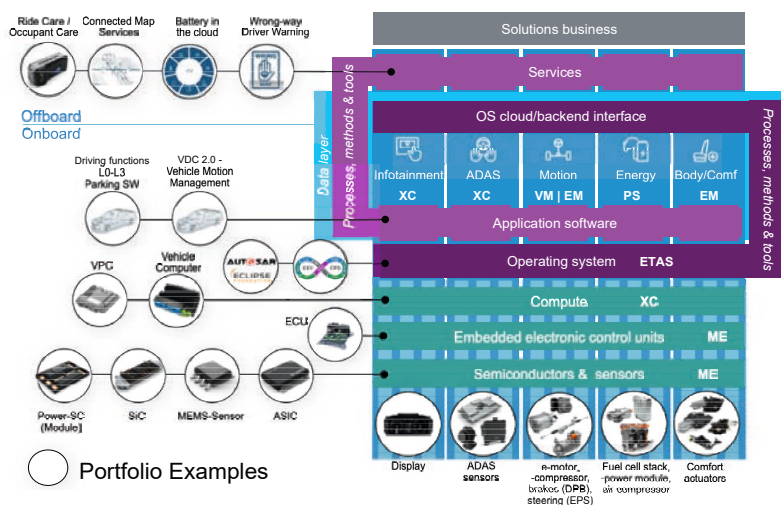 Ride Care /
Occupant Care
Connected Map
Services
Battery in
the cloud
Wrong-way
Driver Warning
WRONG
WAY
Solutions business
Services
Offboard
Onboard
Data layer
Processes, methods & tools
OS cloud/backend interface
Processes, methods & tools
Infotainment
XC
ADAS
XC
Motion
VM | EM
Energy
PS
Body/Comf
EM
Driving functions
L0-L3
Parking SW
VDC 2.0 -
Vehicle Motion
Management
Application software
AUTOSAR
ECLIPSE
FOUNDATION
DEV
OPS
Operating system ETAS
VPC
Vehicle
Computer
Compute XC
ECU
Embedded electronic control units ME
Semiconductors & sensors ME
Power-SC
(Module)
SiC
MEMS-Sensor
ASIC
Display
ADAS
sensors
e-motor,
-compressor,
brakes (DPB),
steering (EPS)
Fuel cell stack,
power module,
air compressor
Comfort
actuators
Portfolio Examples